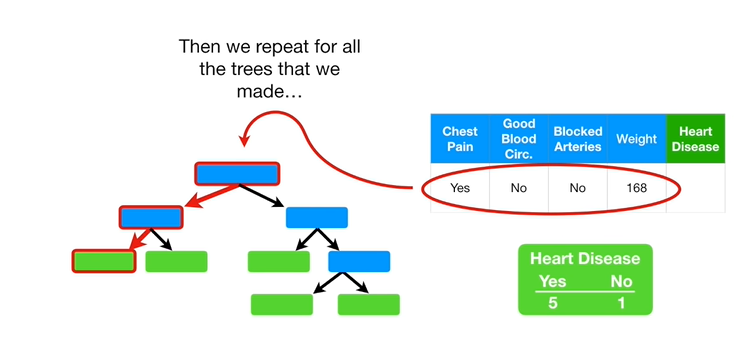 Then we repeat for all
the trees that we
made…
Chest Pain
Good Blood Circ.
Blocked Arteries
Weight
Heart Disease
Yes
No
No
168
Heart Disease
Yes No
5 1